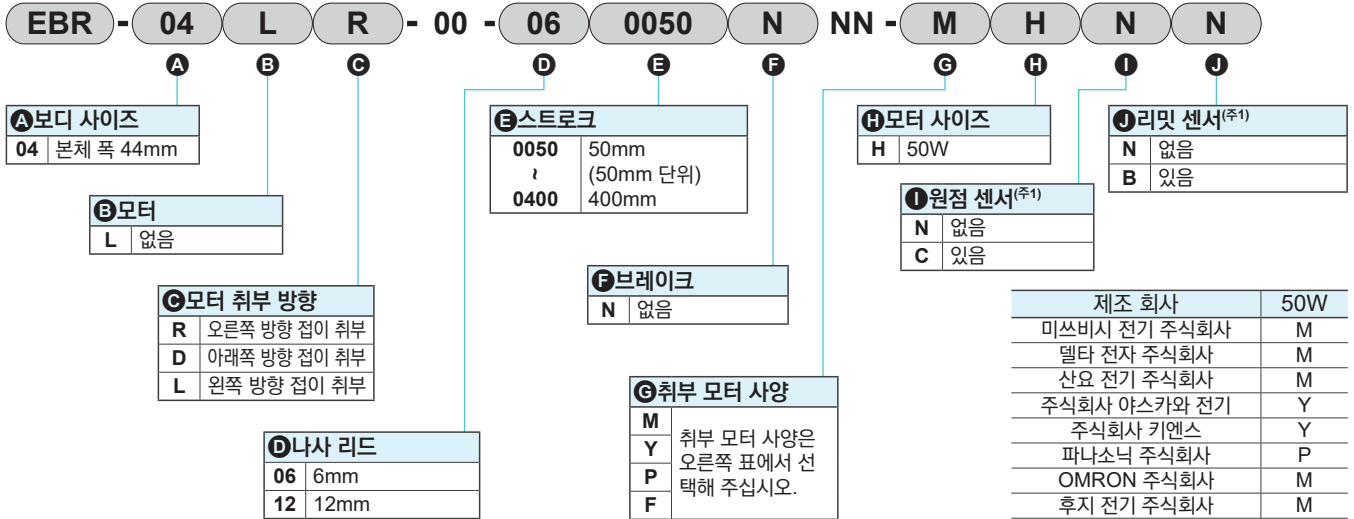 EBR - 04 L R - 00 - 06 0050 N NN - M H N N
A B C D E F G H I J
A보디 사이즈
04 본체 폭 44mm
B모터
L 없음
C모터 취부 방향
R 오른쪽 방향 접이 취부
D 아래쪽 방향 접이 취부
L 왼쪽 방향 접이 취부
D나사 리드
06 6mm
12 12mm
E스트로크
0050 50mm
~ (50mm 단위)
0400 400mm
F브레이크
N 없음
G취부 모터 사양
M
Y
P
F
취부 모터 사양은
오른쪽 표에서 선
택해 주십시오.
H모터 사이즈
H 50W
I원점 센서(주1)
N 없음
C 있음
J리밋 센서(주1)
N 없음
B 있음
제조 회사 50W
미쓰비시 전기 주식회사 M
델타 전자 주식회사 M
산요 전기 주식회사 M
주식회사 야스카와 전기 Y
주식회사 키엔스 Y
파나소닉 주식회사 P
OMRON 주식회사 M
후지 전기 주식회사 M